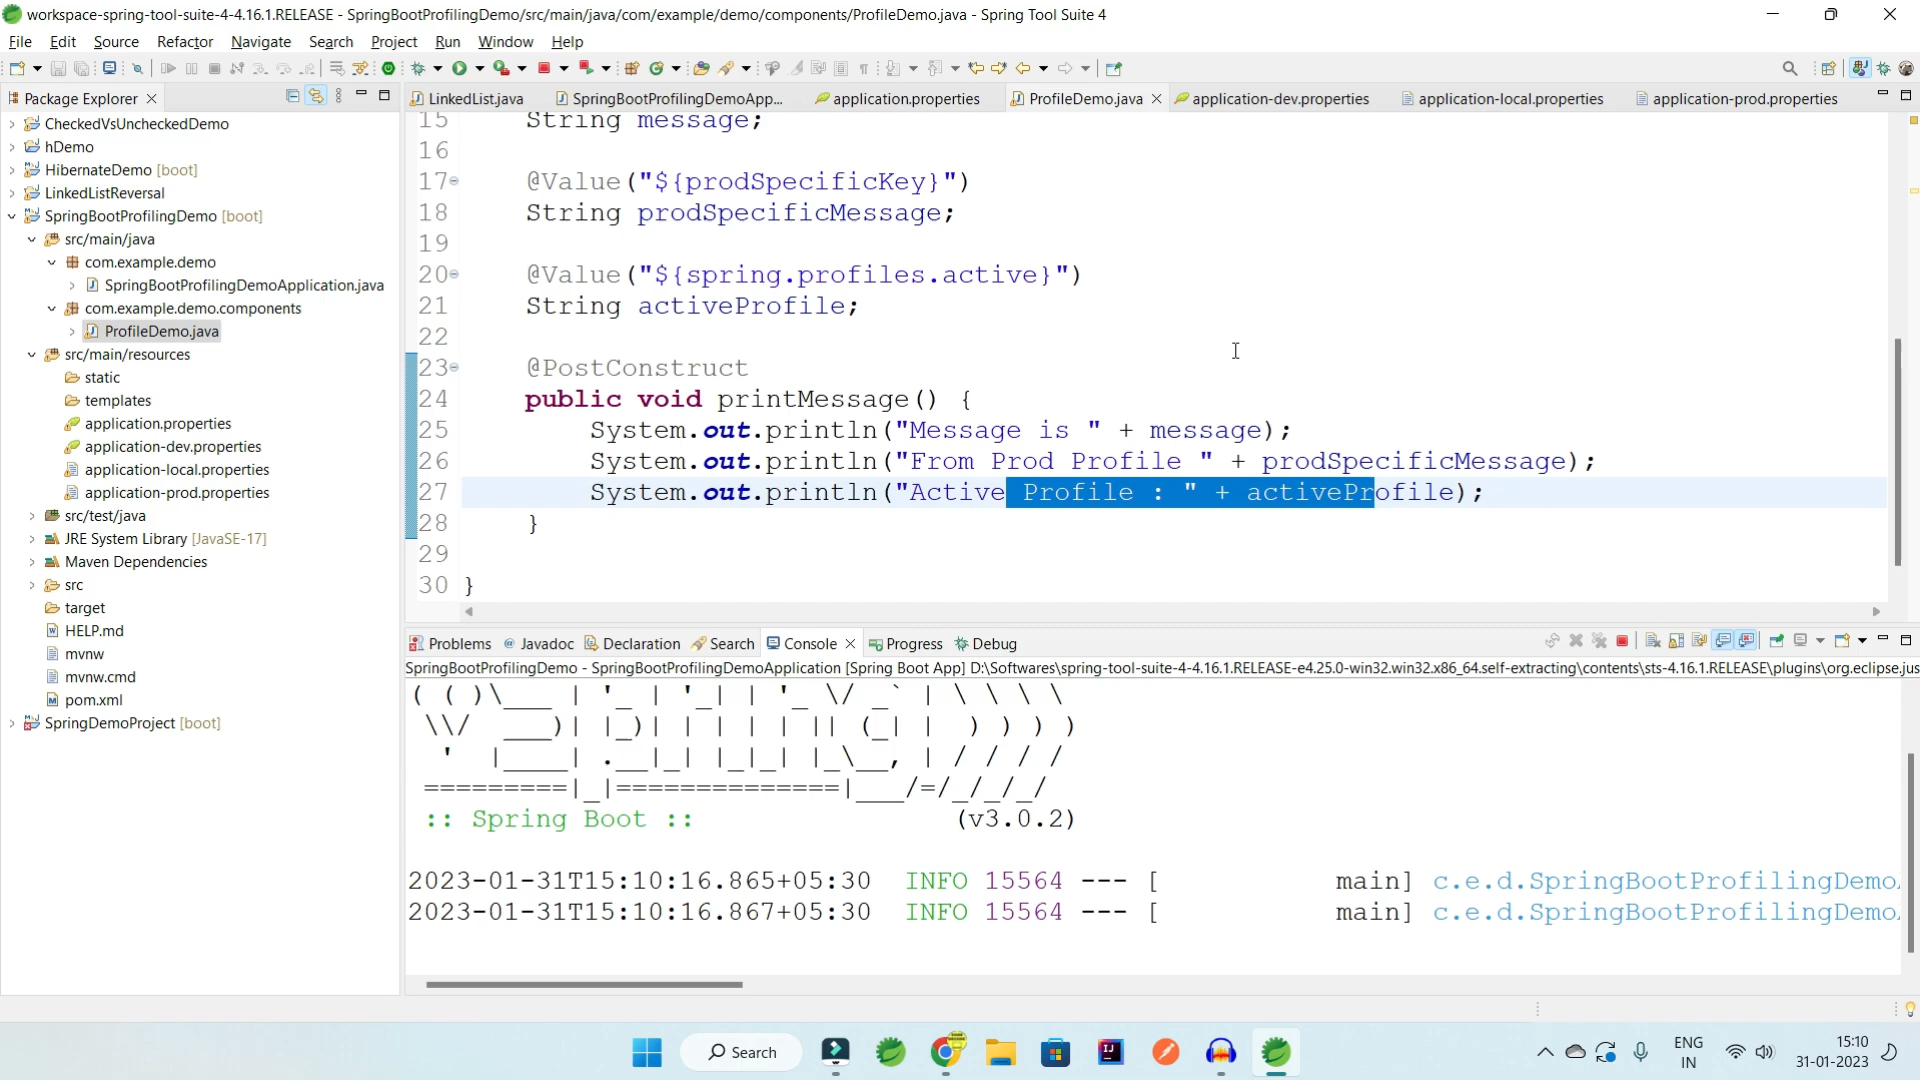 workspace-spring-tool-suite-4-4.16.1.RELEASE - SpringBootProfilingDemo/src/main/java/com/example/demo/components/ProfileDemo.java - Spring Tool Suite 4
File Edit Source Refactor Navigate Search Project Run Window Help
Package Explorer
LinkedList.java SpringBootProfilingDemoApp... application.properties ProfileDemo.java application-dev.properties application-local.properties application-prod.properties
CheckedVsUncheckedDemo
hDemo
HibernateDemo [boot]
LinkedListReversal
SpringBootProfilingDemo [boot]
src/main/java
com.example.demo
SpringBootProfilingDemoApplication.java
com.example.demo.components
ProfileDemo.java
src/main/resources
static
templates
application.properties
application-dev.properties
application-local.properties
application-prod.properties
src/test/java
JRE System Library [JavaSE-17]
Maven Dependencies
src
target
HELP.md
mvnw
mvnw.cmd
pom.xml
SpringDemoProject [boot]
15 String message;
16
17 @Value("${prodSpecificKey}")
18 String prodSpecificMessage;
19
20 @Value("${spring.profiles.active}")
21 String activeProfile;
22
23 @PostConstruct
24 public void printMessage() {
25 System.out.println("Message is " + message);
26 System.out.println("From Prod Profile " + prodSpecificMessage);
27 System.out.println("Active Profile : " + activeProfile);
28 }
29
30 }
Problems Javadoc Declaration Search Console Progress Debug
SpringBootProfilingDemo - SpringBootProfilingDemoApplication [Spring Boot App] D:\Softwares\spring-tool-suite-4-4.16.1.RELEASE-e4.25.0-win32.win32.x86_64.self-extracting\contents\sts-4.16.1.RELEASE\plugins\org.eclipse.jus
( ( )\___ | '_ | '_| | '_ \/ _` | \ \ \ \
\\/ ___)| |_)| | | | | || (_| | ) ) ) )
' |____| .__|_| |_|_| |_\__, | / / / /
=========|_|==============|___/=/_/_/_/
:: Spring Boot :: (v3.0.2)
2023-01-31T15:10:16.865+05:30 INFO 15564 --- [ main] c.e.d.SpringBootProfilingDemo
2023-01-31T15:10:16.867+05:30 INFO 15564 --- [ main] c.e.d.SpringBootProfilingDemo
Search
ENG
IN
15:10
31-01-2023